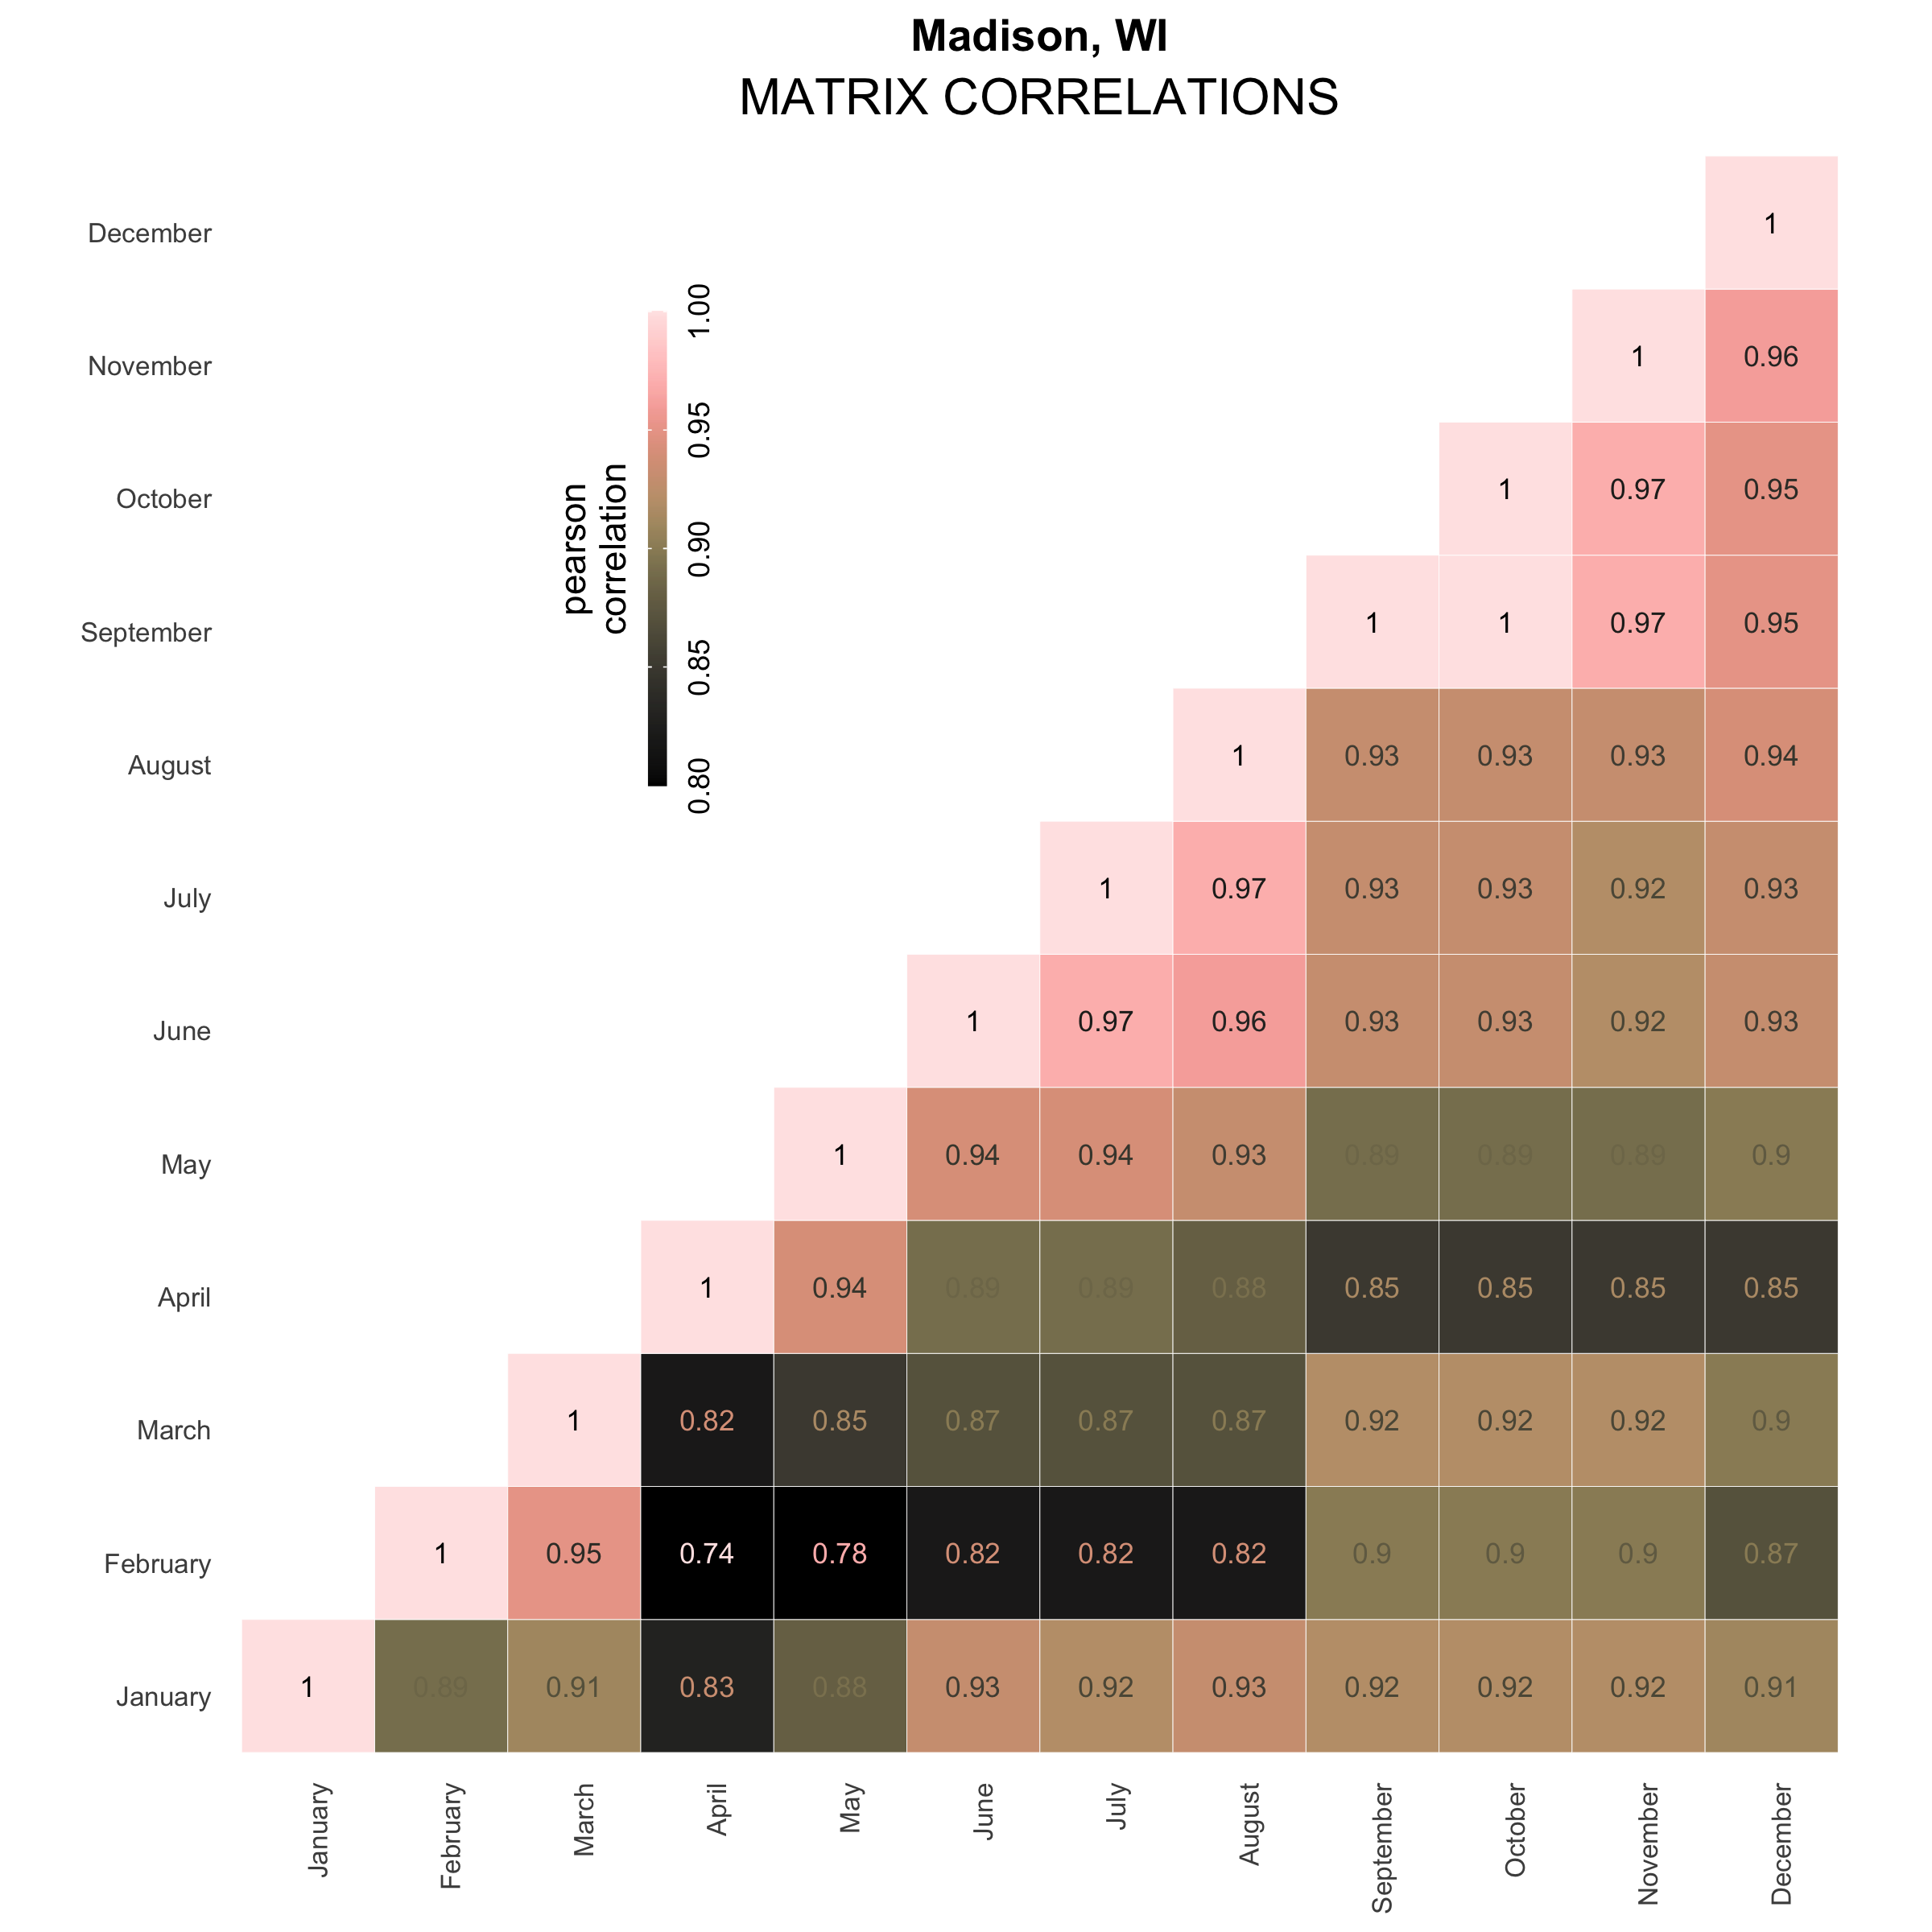 Madison, WI
MATRIX CORRELATIONS
December 1
November 1 0.96
October 1 0.97 0.95
September 1 1 0.97 0.95
August 1 0.93 0.93 0.93 0.94
July 1 0.97 0.93 0.93 0.92 0.93
June 1 0.97 0.96 0.93 0.93 0.92 0.93
May 1 0.94 0.94 0.93 0.89 0.89 0.89 0.9
April 1 0.94 0.89 0.89 0.88 0.85 0.85 0.85 0.85
March 1 0.82 0.85 0.87 0.87 0.87 0.92 0.92 0.92 0.9
February 1 0.95 0.74 0.78 0.82 0.82 0.82 0.9 0.9 0.9 0.87
January 1 0.89 0.91 0.83 0.88 0.93 0.92 0.93 0.92 0.92 0.92 0.91
January February March April May June July August September October November December
pearson
correlation
0.80 0.85 0.90 0.95 1.00